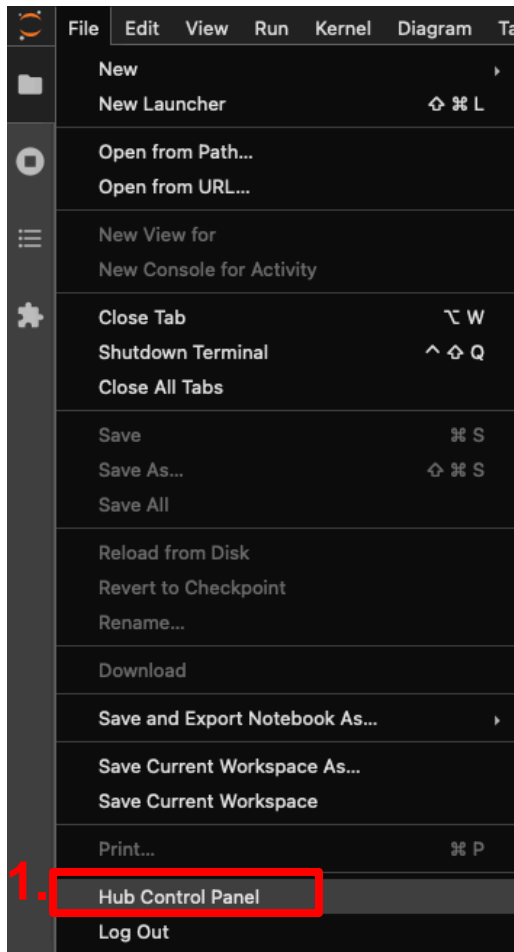 File Edit View Run Kernel Diagram
New
New Launcher ⇧ ⌘ L
Open from Path...
Open from URL...
New View for
New Console for Activity
Close Tab ⌥ W
Shutdown Terminal ^ ⇧ Q
Close All Tabs
Save ⌘ S
Save As... ⇧ ⌘ S
Save All
Reload from Disk
Revert to Checkpoint
Rename...
Download
Save and Export Notebook As...
Save Current Workspace As...
Save Current Workspace
Print... ⌘ P
1. Hub Control Panel
Log Out